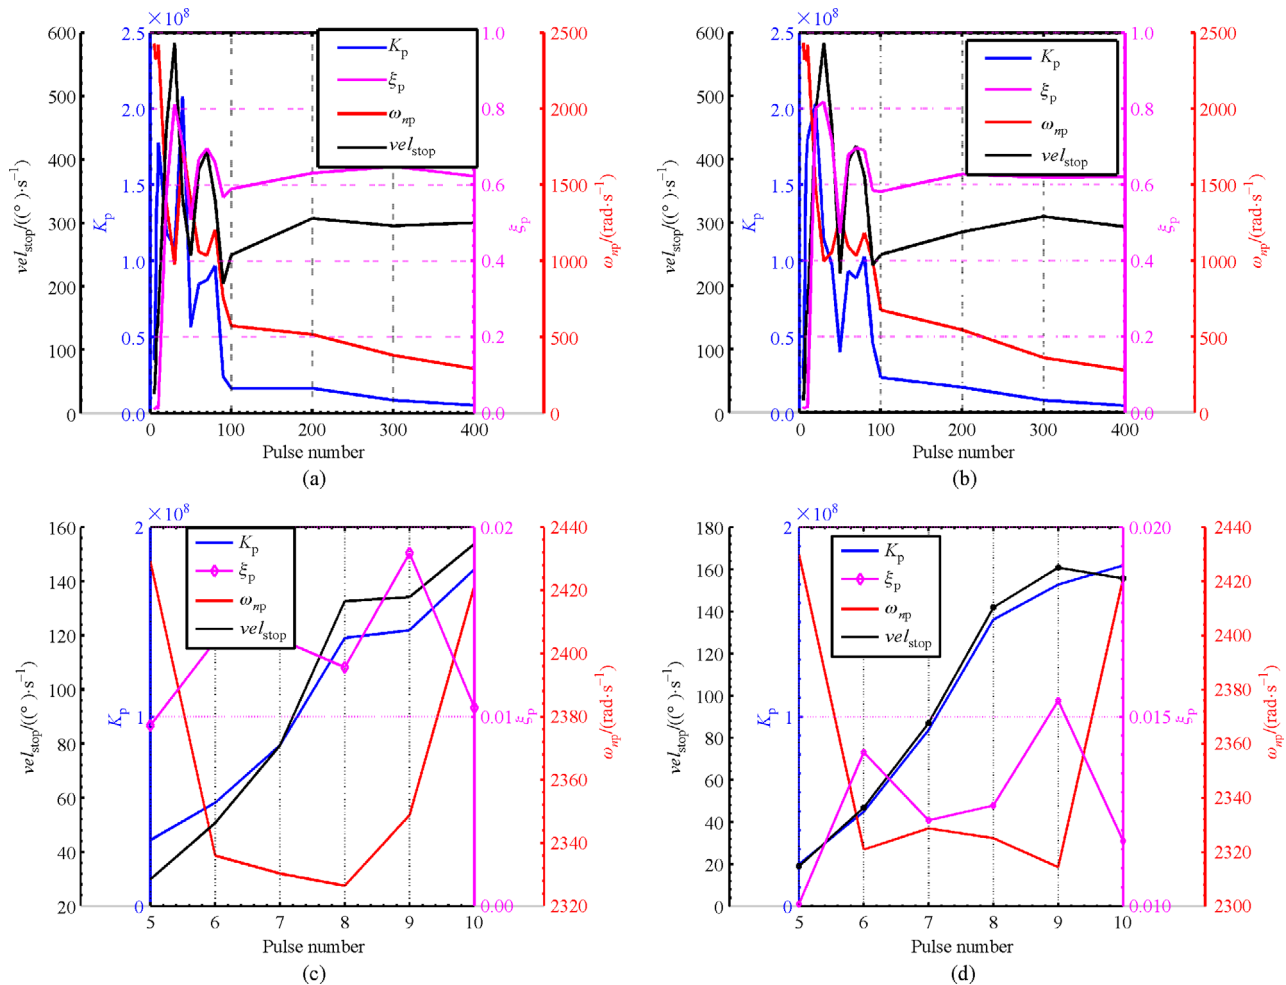 ×10⁸
600
500
400
300
200
100
0
vel_stop/((°)·s⁻¹)
2.5
2.0
1.5
1.0
0.5
0.0
K_p
K_p
ξ_p
ω_np
vel_stop
1.0
0.8
0.6
0.4
0.2
0.0
ξ_p
2500
2000
1500
1000
500
0
ω_np/(rad·s⁻¹)
0 100 200 300 400
Pulse number
(a)
×10⁸
600
500
400
300
200
100
0
vel_stop/((°)·s⁻¹)
2.5
2.0
1.5
1.0
0.5
0.0
K_p
K_p
ξ_p
ω_np
vel_stop
1.0
0.8
0.6
0.4
0.2
0.0
ξ_p
2500
2000
1500
1000
500
0
ω_np/(rad·s⁻¹)
0 100 200 300 400
Pulse number
(b)
×10⁸
160
140
120
100
80
60
40
20
vel_stop/((°)·s⁻¹)
2
1
0
K_p
K_p
ξ_p
ω_np
vel_stop
0.02
0.01
0.00
ξ_p
2440
2420
2400
2380
2360
2340
2320
ω_np/(rad·s⁻¹)
5 6 7 8 9 10
Pulse number
(c)
×10⁸
180
160
140
120
100
80
60
40
20
0
vel_stop/((°)·s⁻¹)
2
1
0
K_p
K_p
ξ_p
ω_np
vel_stop
0.020
0.015
0.010
ξ_p
2440
2420
2400
2380
2360
2340
2320
2300
ω_np/(rad·s⁻¹)
5 6 7 8 9 10
Pulse number
(d)